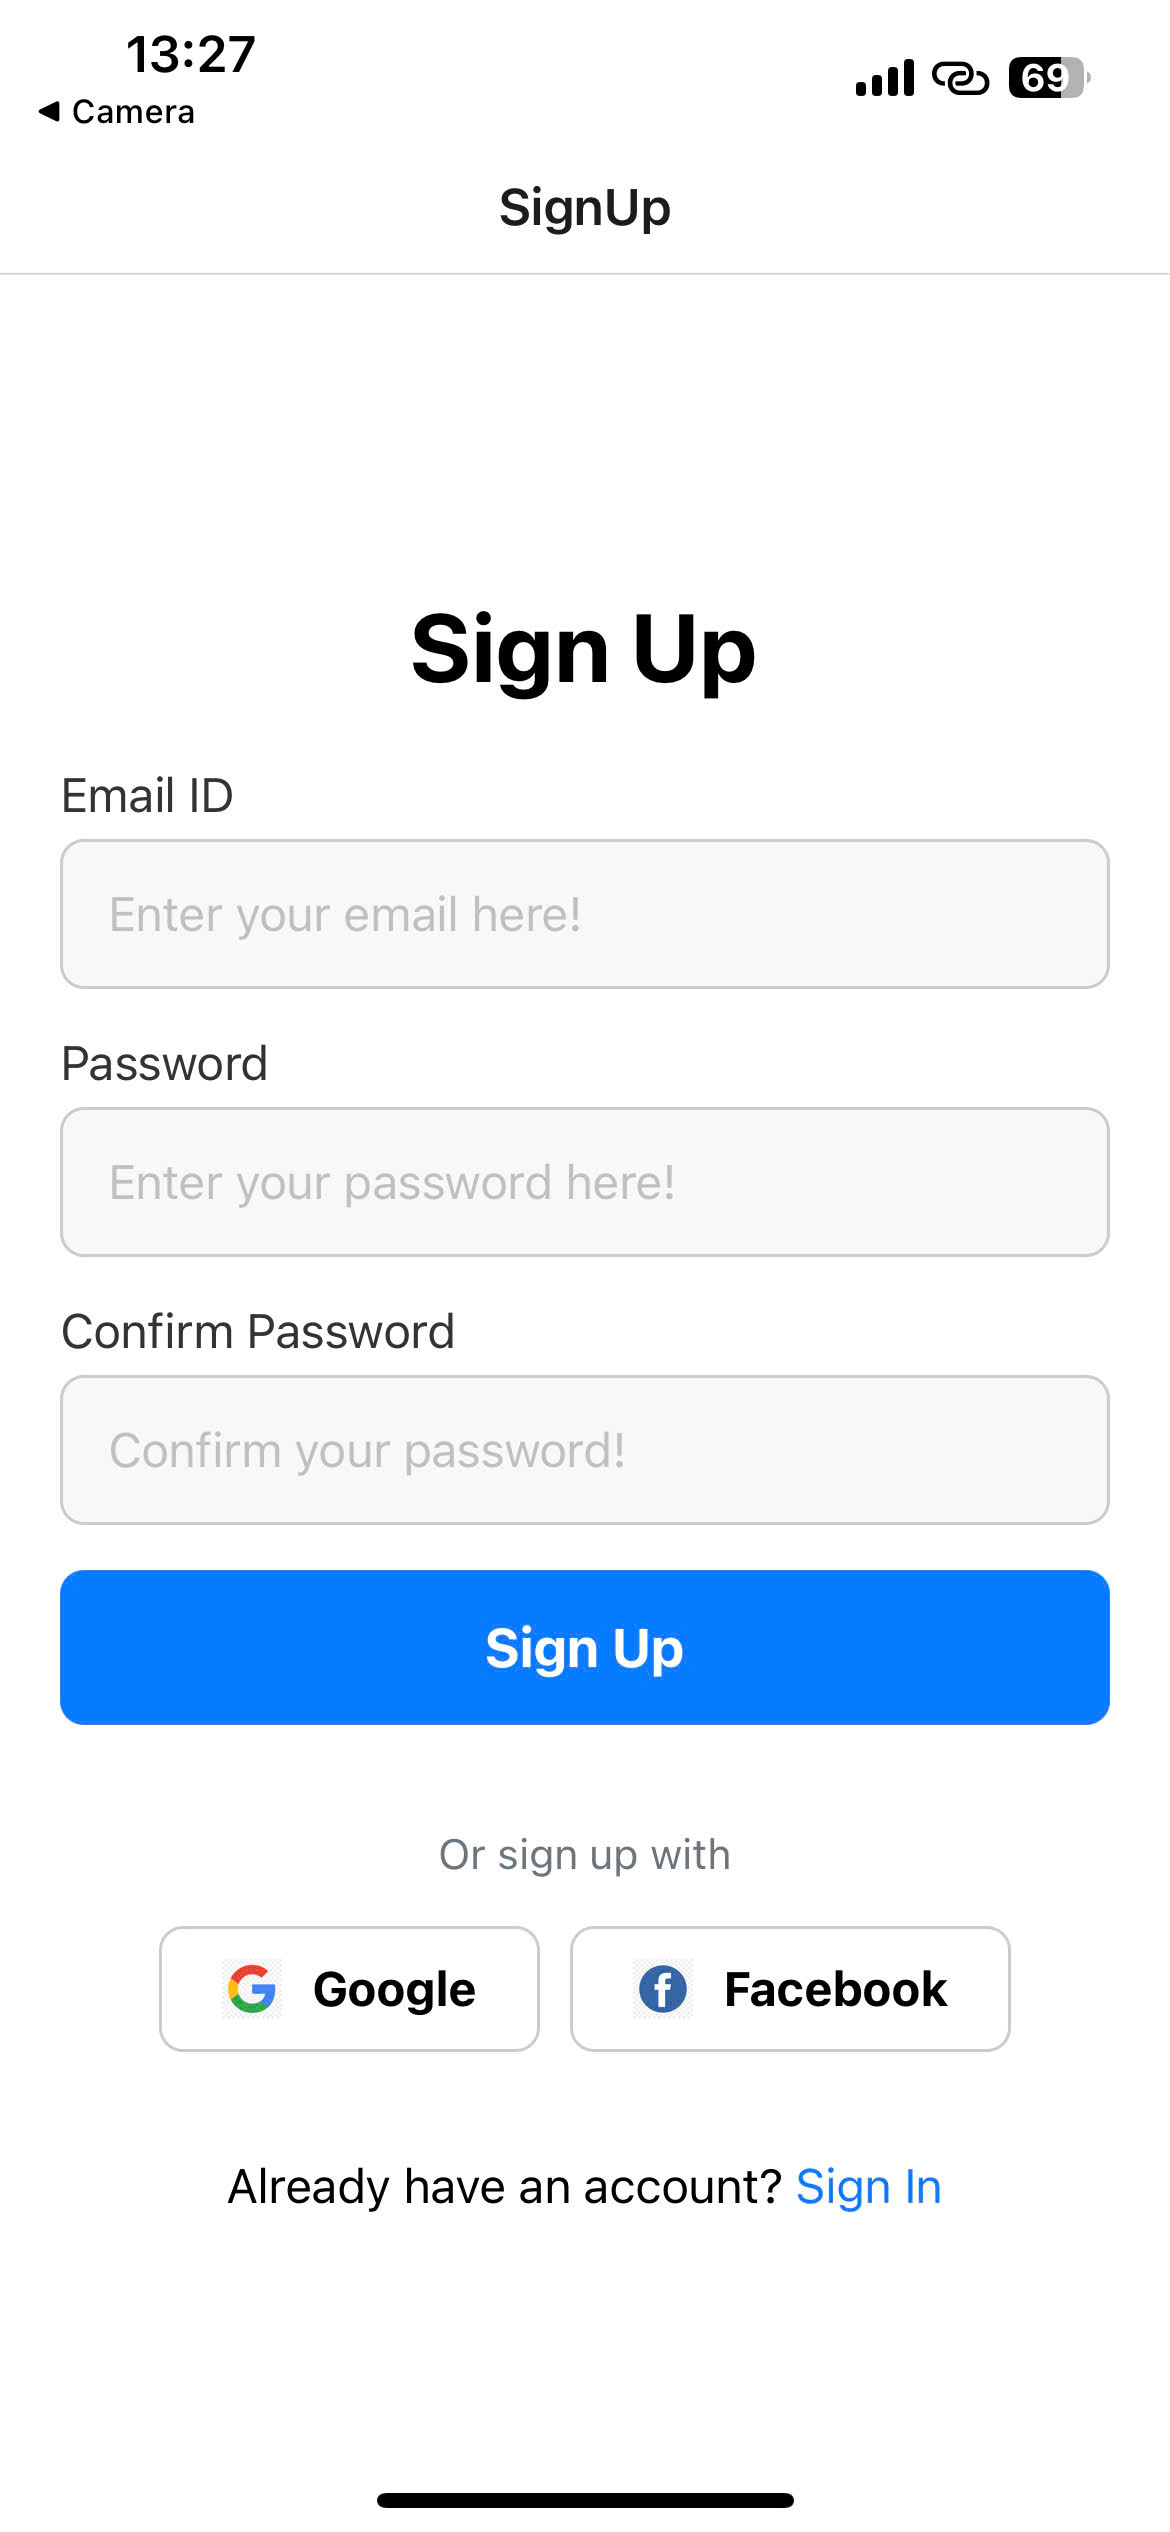 13:27
69
◀ Camera
SignUp
Sign Up
Email ID
Enter your email here!
Password
Enter your password here!
Confirm Password
Confirm your password!
Sign Up
Or sign up with
Google
Facebook
Already have an account? Sign In